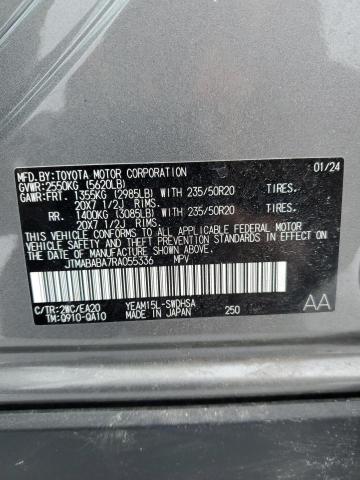 MFD.BY:TOYOTA MOTOR CORPORATION 01/24
GVWR:2550KG (5620LB)
GAWR:FRT. 1355KG (2985LB) WITH 235/50R20 TIRES.
20X7 1/2J RIMS.
RR. 1400KG (3085LB) WITH 235/50R20 TIRES.
20X7 1/2J RIMS.
THIS VEHICLE CONFORMS TO ALL APPLICABLE FEDERAL MOTOR
VEHICLE SAFETY AND THEFT PREVENTION STANDARDS IN EFFECT
ON THE DATE OF MANUFACTURE SHOWN ABOVE.
JTMABABA7RA055336 MPV
C/TR:2WC/EA20 YEAM15L-SWDHSA AA
TM:Q910-QA10 MADE IN JAPAN 250